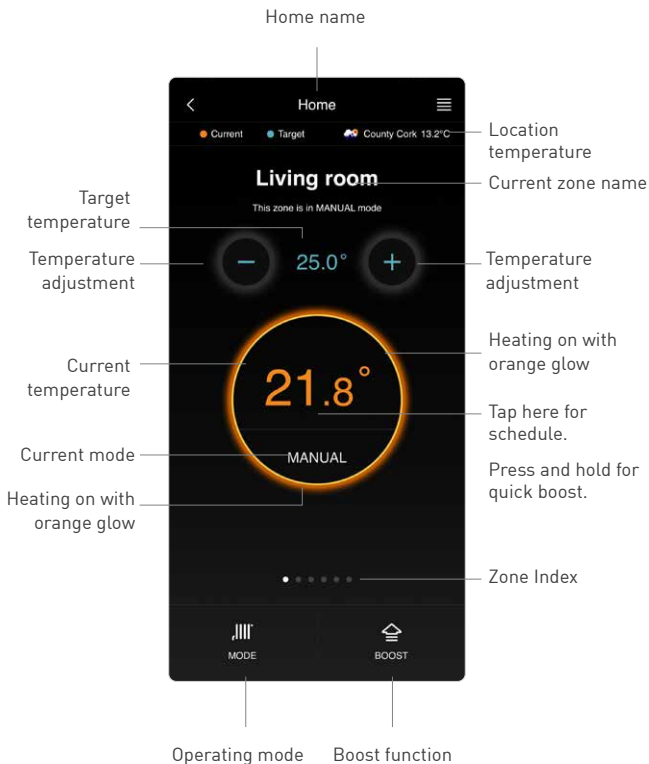 Home name
Home
Current
Target
County Cork 13.2°C
Location
temperature
Living room
Current zone name
This zone is in MANUAL mode
Target
temperature
Temperature
adjustment
−
25.0°
+
Temperature
adjustment
Heating on with
orange glow
Current
temperature
21.8°
Tap here for
schedule.
Press and hold for
quick boost.
Current mode
MANUAL
Heating on with
orange glow
Zone Index
MODE
BOOST
Operating mode
Boost function